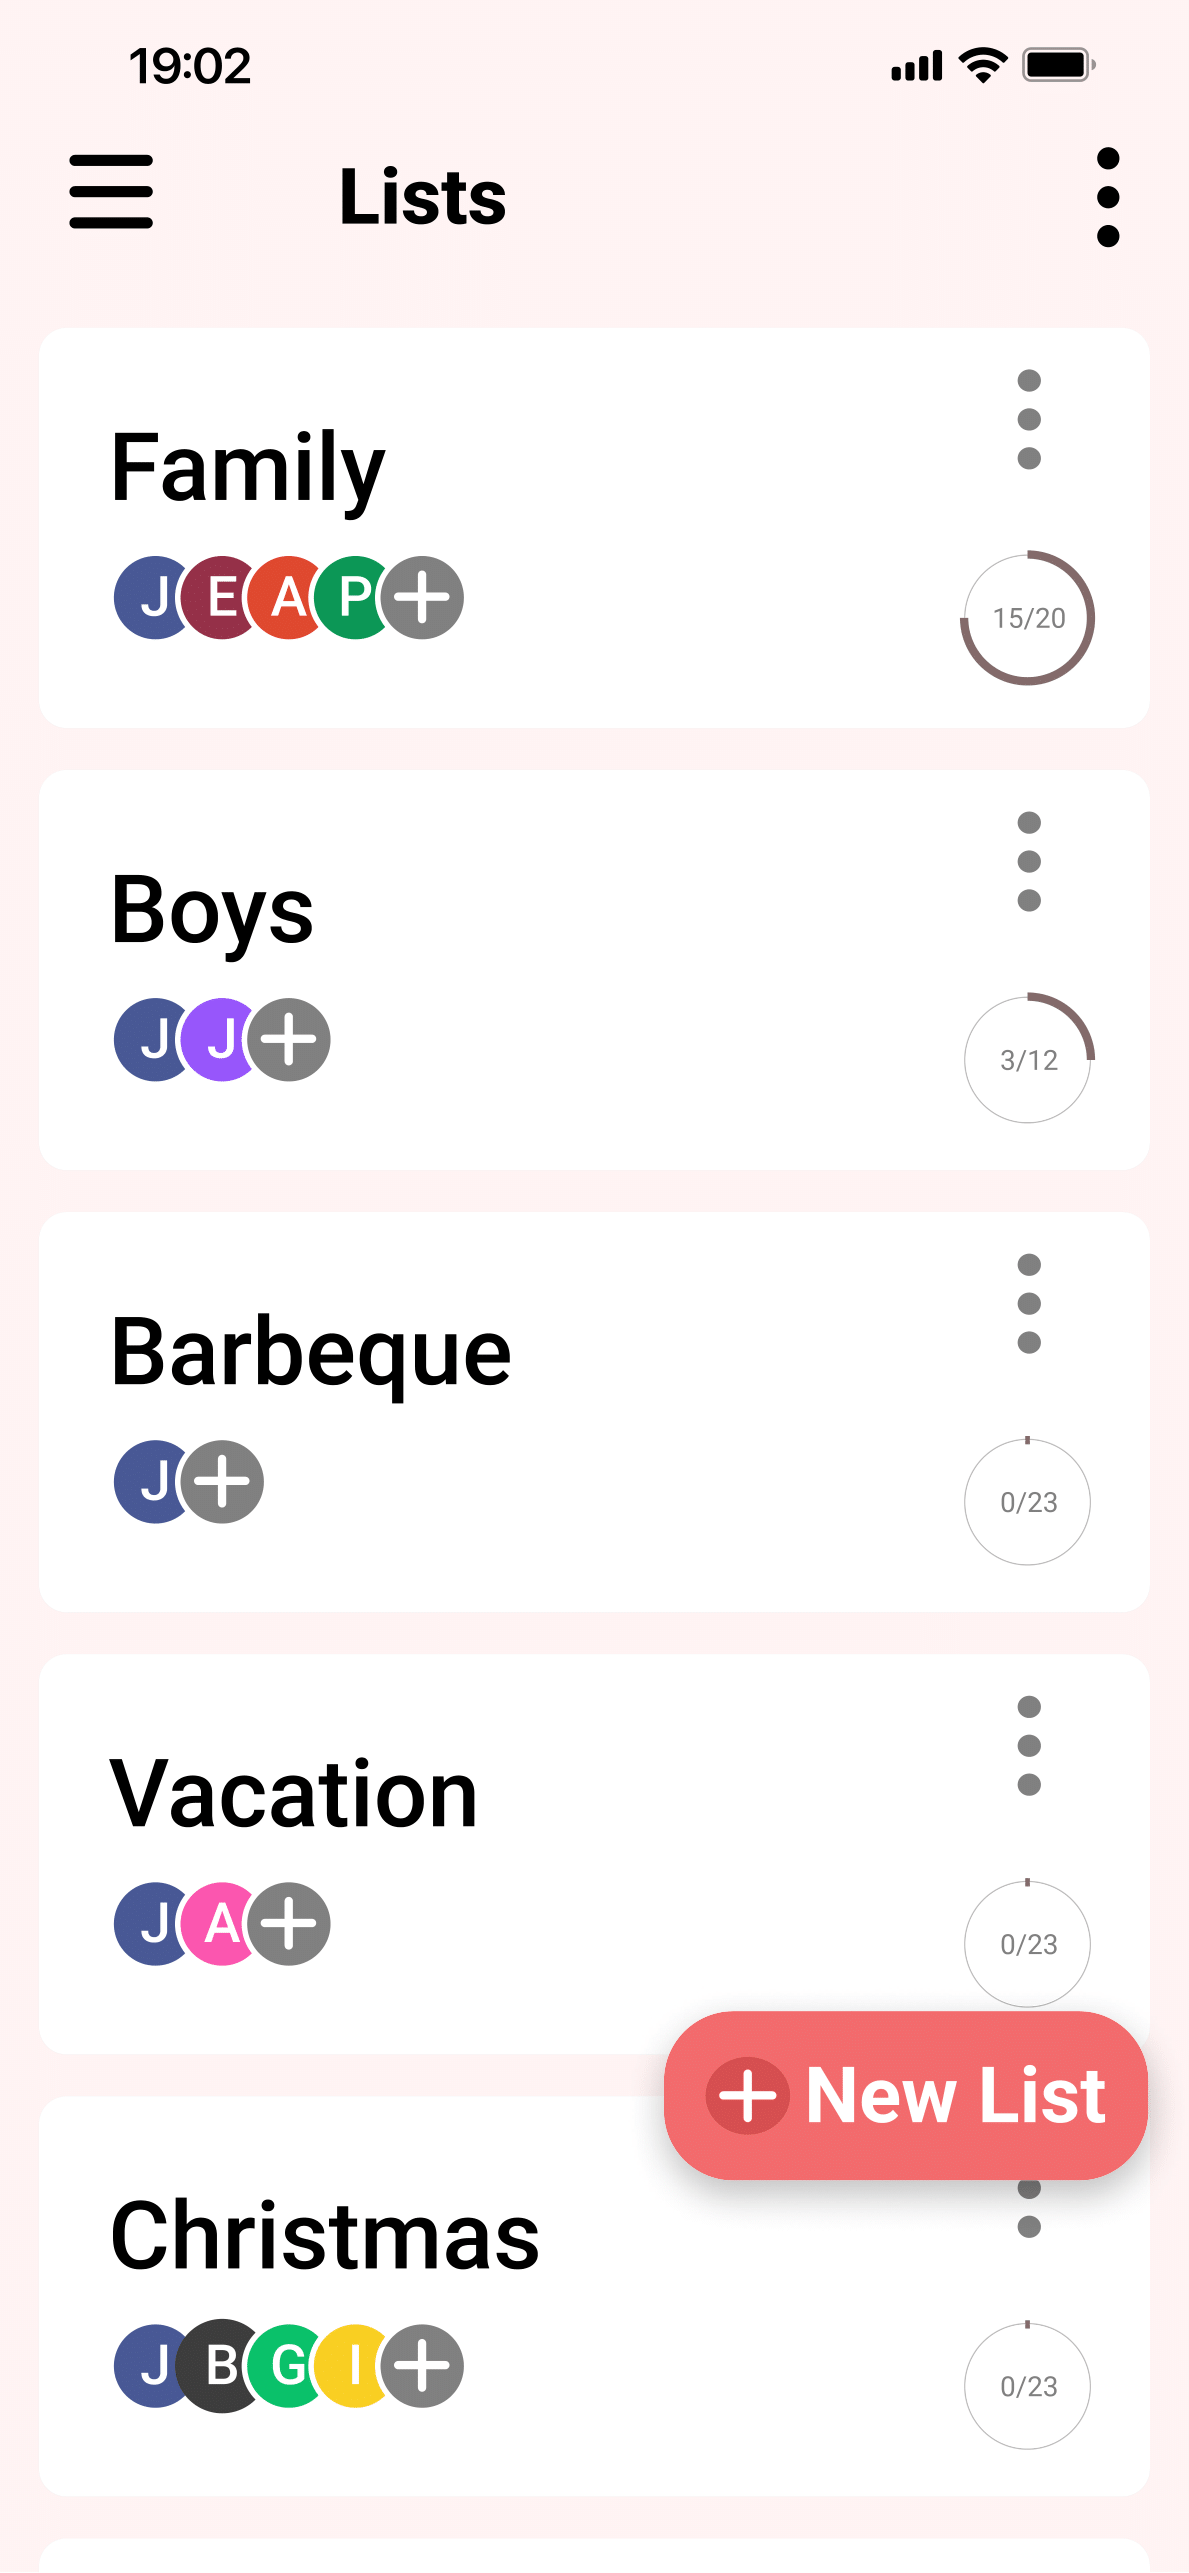 19:02
Lists
Family
J E A P
15/20
Boys
J J
3/12
Barbeque
J
0/23
Vacation
J A
0/23
New List
Christmas
J B G I
0/23